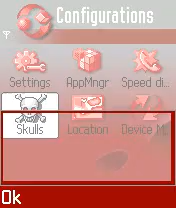 Configurations
Settings AppMngr Speed di...
Skulls Location Device M...
Ok